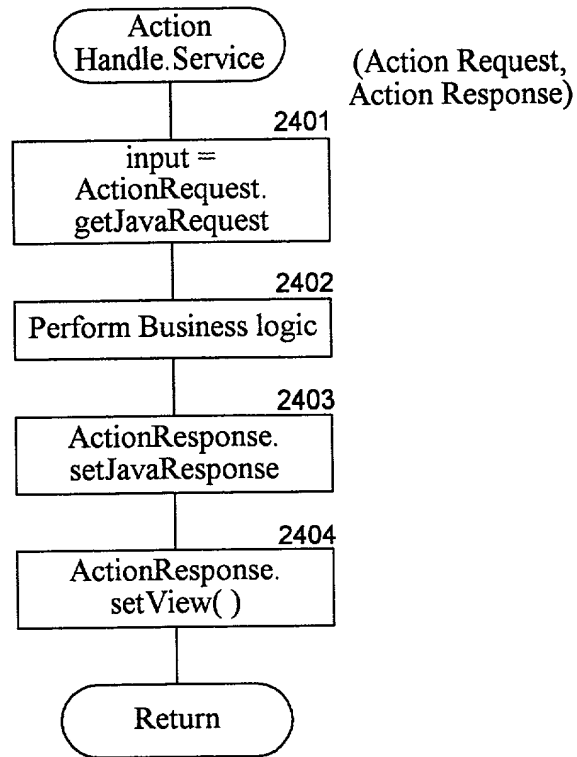 Action
Handle.Service
(Action Request,
Action Response)
2401
input =
ActionRequest.
getJavaRequest
2402
Perform Business logic
2403
ActionResponse.
setJavaResponse
2404
ActionResponse.
setView( )
Return